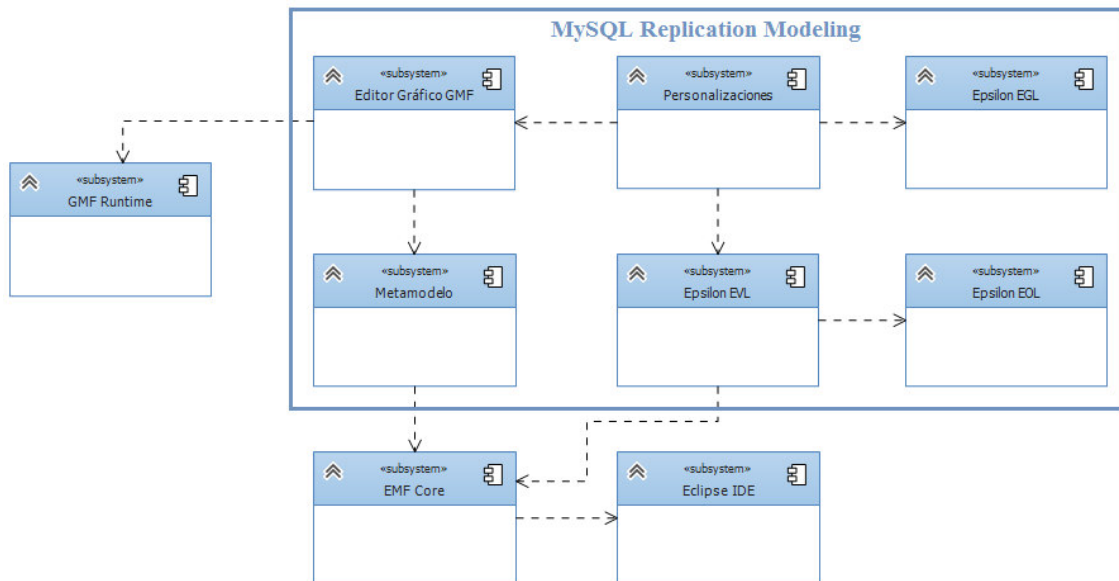 MySQL Replication Modeling
«subsystem»
Editor Gráfico GMF
«subsystem»
Personalizaciones
«subsystem»
Epsilon EGL
«subsystem»
GMF Runtime
«subsystem»
Metamodelo
«subsystem»
Epsilon EVL
«subsystem»
Epsilon EOL
«subsystem»
EMF Core
«subsystem»
Eclipse IDE